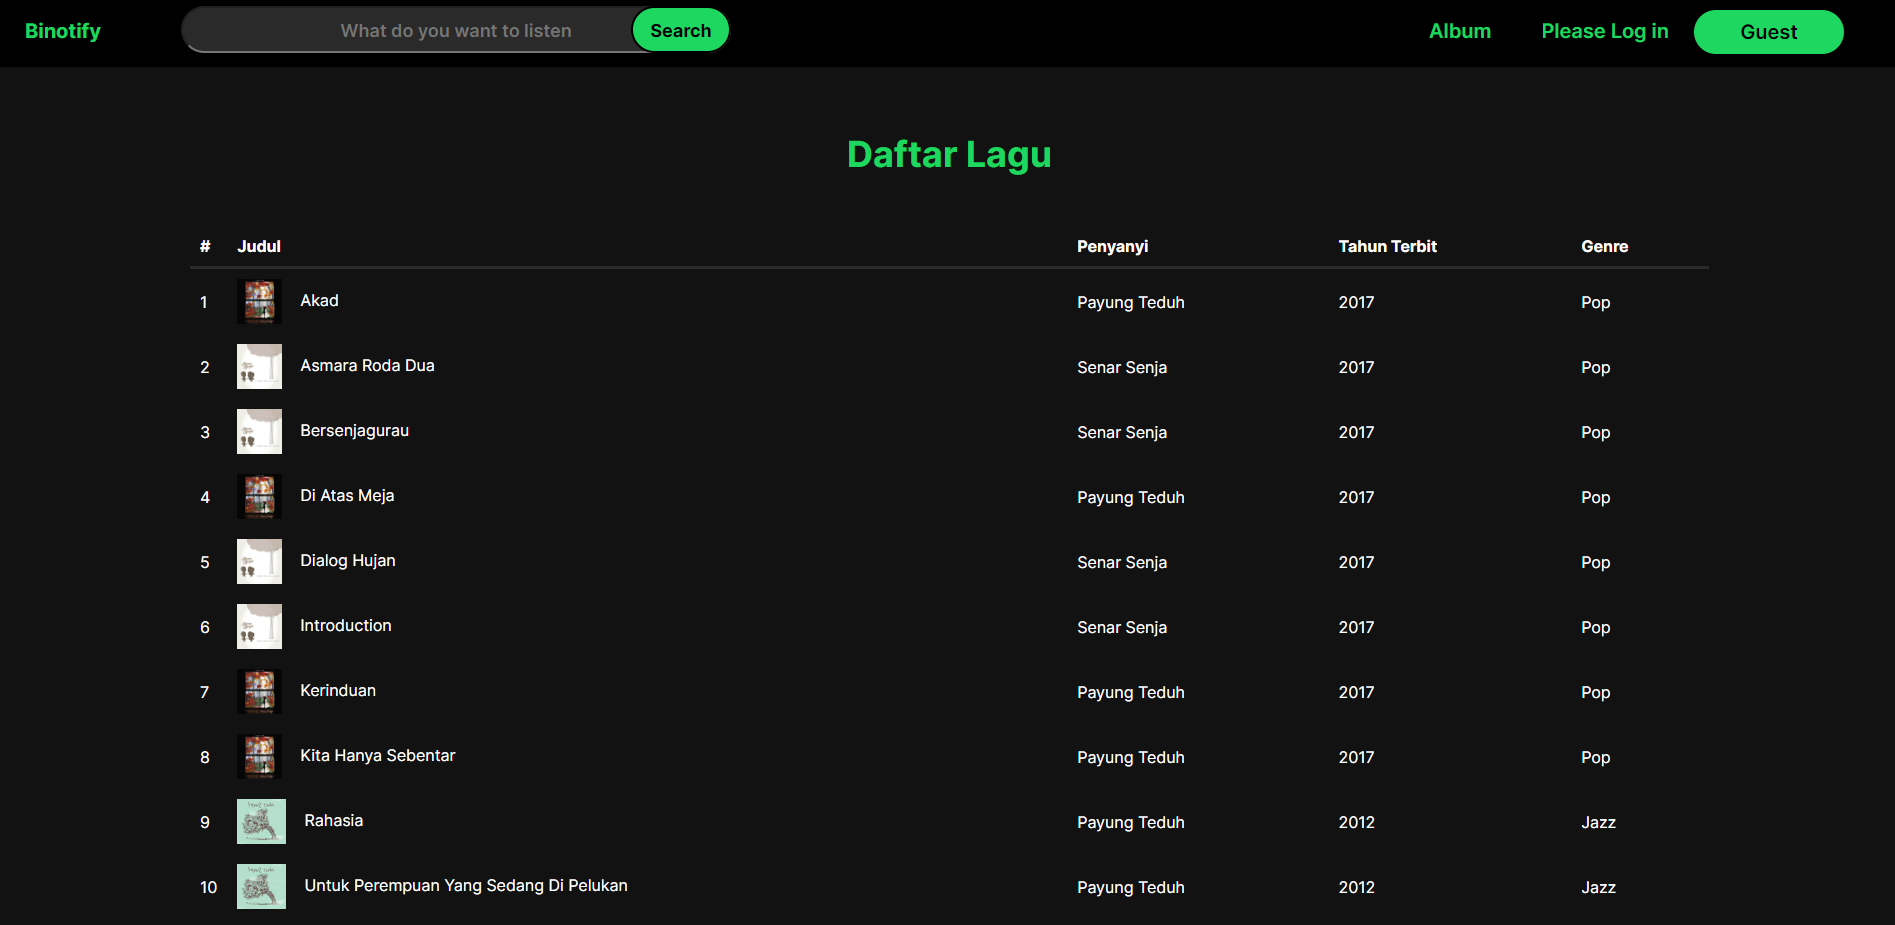 Binotify What do you want to listen Search Album Please Log in Guest
Daftar Lagu
# Judul Penyanyi Tahun Terbit Genre
1 Akad Payung Teduh 2017 Pop
2 Asmara Roda Dua Senar Senja 2017 Pop
3 Bersenjagurau Senar Senja 2017 Pop
4 Di Atas Meja Payung Teduh 2017 Pop
5 Dialog Hujan Senar Senja 2017 Pop
6 Introduction Senar Senja 2017 Pop
7 Kerinduan Payung Teduh 2017 Pop
8 Kita Hanya Sebentar Payung Teduh 2017 Pop
9 Rahasia Payung Teduh 2012 Jazz
10 Untuk Perempuan Yang Sedang Di Pelukan Payung Teduh 2012 Jazz